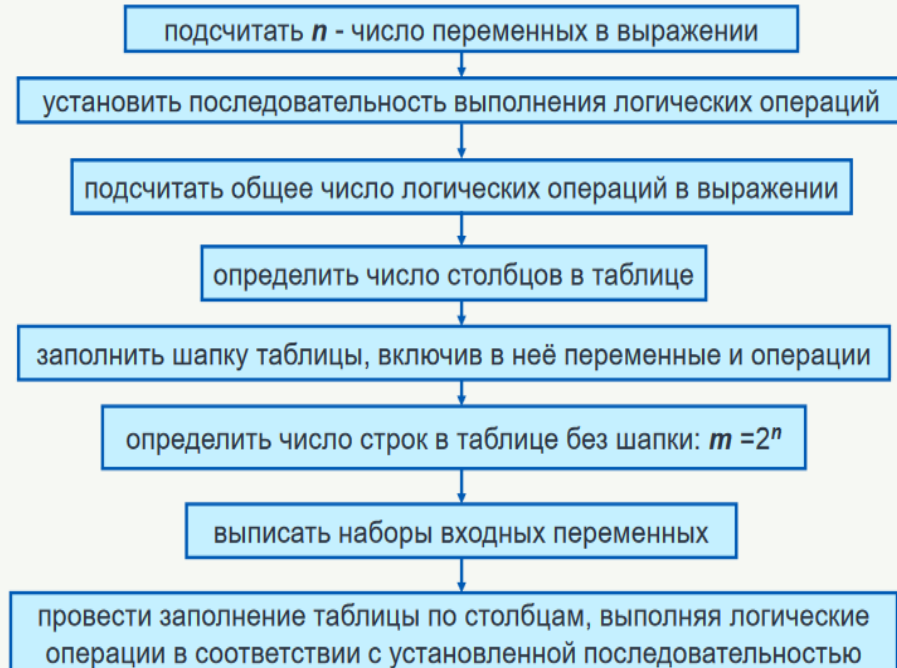 подсчитать n - число переменных в выражении
установить последовательность выполнения логических операций
подсчитать общее число логических операций в выражении
определить число столбцов в таблице
заполнить шапку таблицы, включив в неё переменные и операции
определить число строк в таблице без шапки: m =2ⁿ
выписать наборы входных переменных
провести заполнение таблицы по столбцам, выполняя логические
операции в соответствии с установленной последовательностью